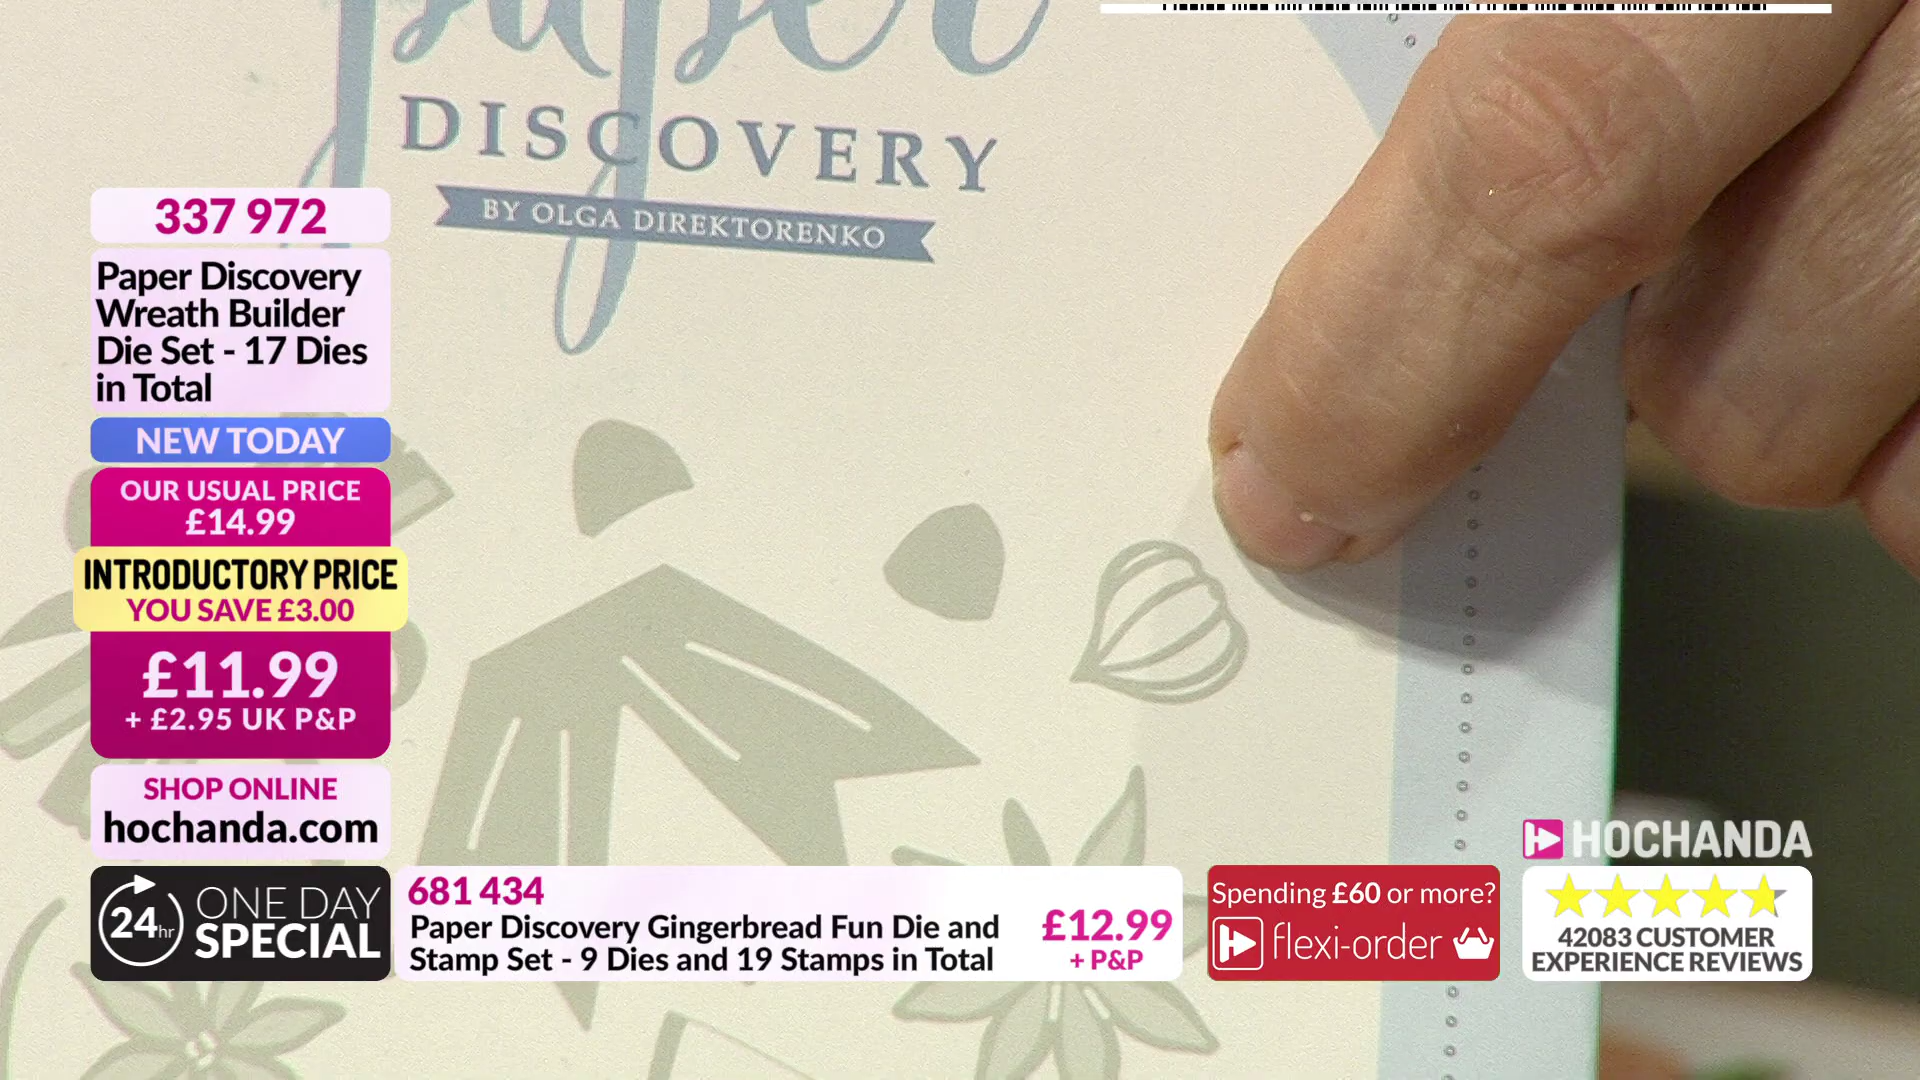 paper
DISCOVERY
BY OLGA DIREKTORENKO
337 972
Paper Discovery
Wreath Builder
Die Set - 17 Dies
in Total
NEW TODAY
OUR USUAL PRICE
£14.99
INTRODUCTORY PRICE
YOU SAVE £3.00
£11.99
+ £2.95 UK P&P
SHOP ONLINE
hochanda.com
24hr
ONE DAY
SPECIAL
681 434
Paper Discovery Gingerbread Fun Die and
Stamp Set - 9 Dies and 19 Stamps in Total
£12.99
+ P&P
Spending £60 or more?
flexi-order
HOCHANDA
42083 CUSTOMER
EXPERIENCE REVIEWS